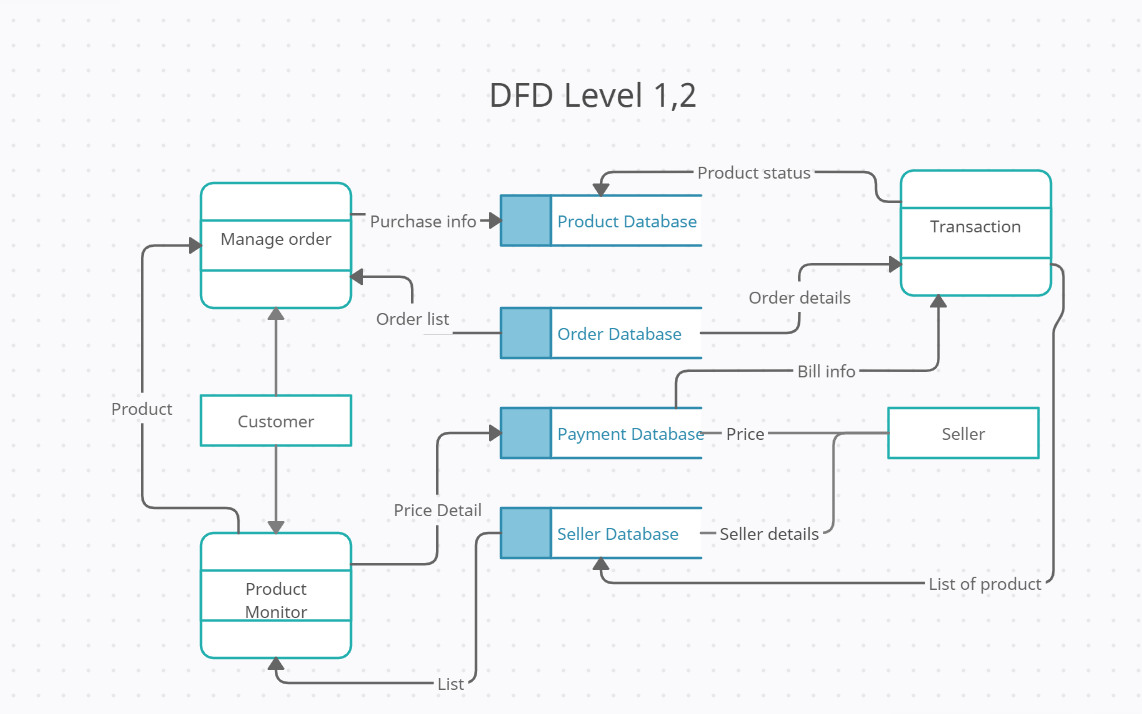 DFD Level 1,2
Product status
Purchase info
Product Database
Transaction
Manage order
Order details
Order list
Order Database
Bill info
Product
Customer
Payment Database
Price
Seller
Price Detail
Seller Database
Seller details
List of product
Product
Monitor
List